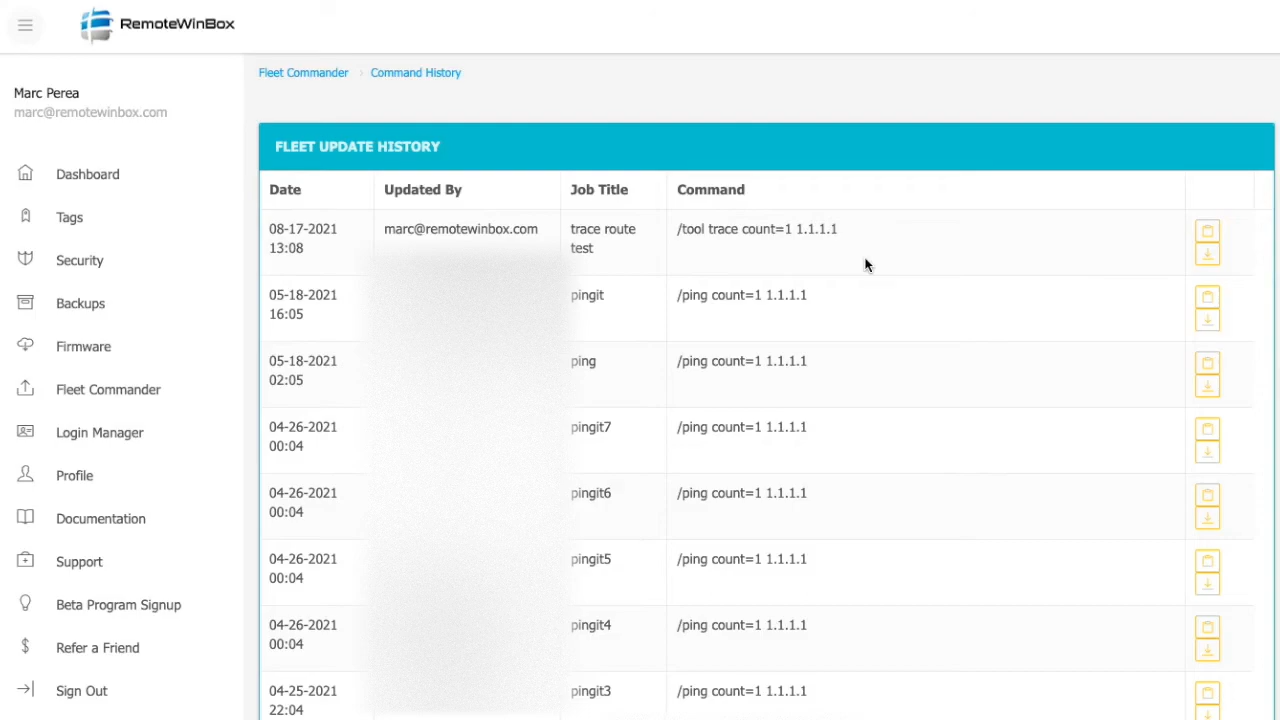 RemoteWinBox
Marc Perea
marc@remotewinbox.com
Dashboard
Tags
Security
Backups
Firmware
Fleet Commander
Login Manager
Profile
Documentation
Support
Beta Program Signup
Refer a Friend
Sign Out
Fleet Commander Command History
FLEET UPDATE HISTORY
Date Updated By Job Title Command
08-17-2021 marc@remotewinbox.com trace route /tool trace count=1 1.1.1.1
13:08 test
05-18-2021 pingit /ping count=1 1.1.1.1
16:05
05-18-2021 ping /ping count=1 1.1.1.1
02:05
04-26-2021 pingit7 /ping count=1 1.1.1.1
00:04
04-26-2021 pingit6 /ping count=1 1.1.1.1
00:04
04-26-2021 pingit5 /ping count=1 1.1.1.1
00:04
04-26-2021 pingit4 /ping count=1 1.1.1.1
00:04
04-25-2021 pingit3 /ping count=1 1.1.1.1
22:04